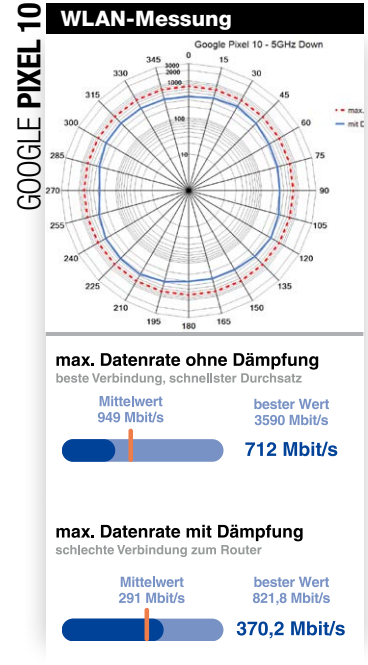 GOOGLE PIXEL 10
WLAN-Messung
Google Pixel 10 - 5GHz Down
0
15
30
45
60
75
90
105
120
135
150
165
180
195
210
225
240
255
270
285
300
315
330
345
3000
2000
1000
100
10
max.
mit D
max. Datenrate ohne Dämpfung
beste Verbindung, schnellster Durchsatz
Mittelwert
949 Mbit/s
bester Wert
3590 Mbit/s
712 Mbit/s
max. Datenrate mit Dämpfung
schlechte Verbindung zum Router
Mittelwert
291 Mbit/s
bester Wert
821,8 Mbit/s
370,2 Mbit/s